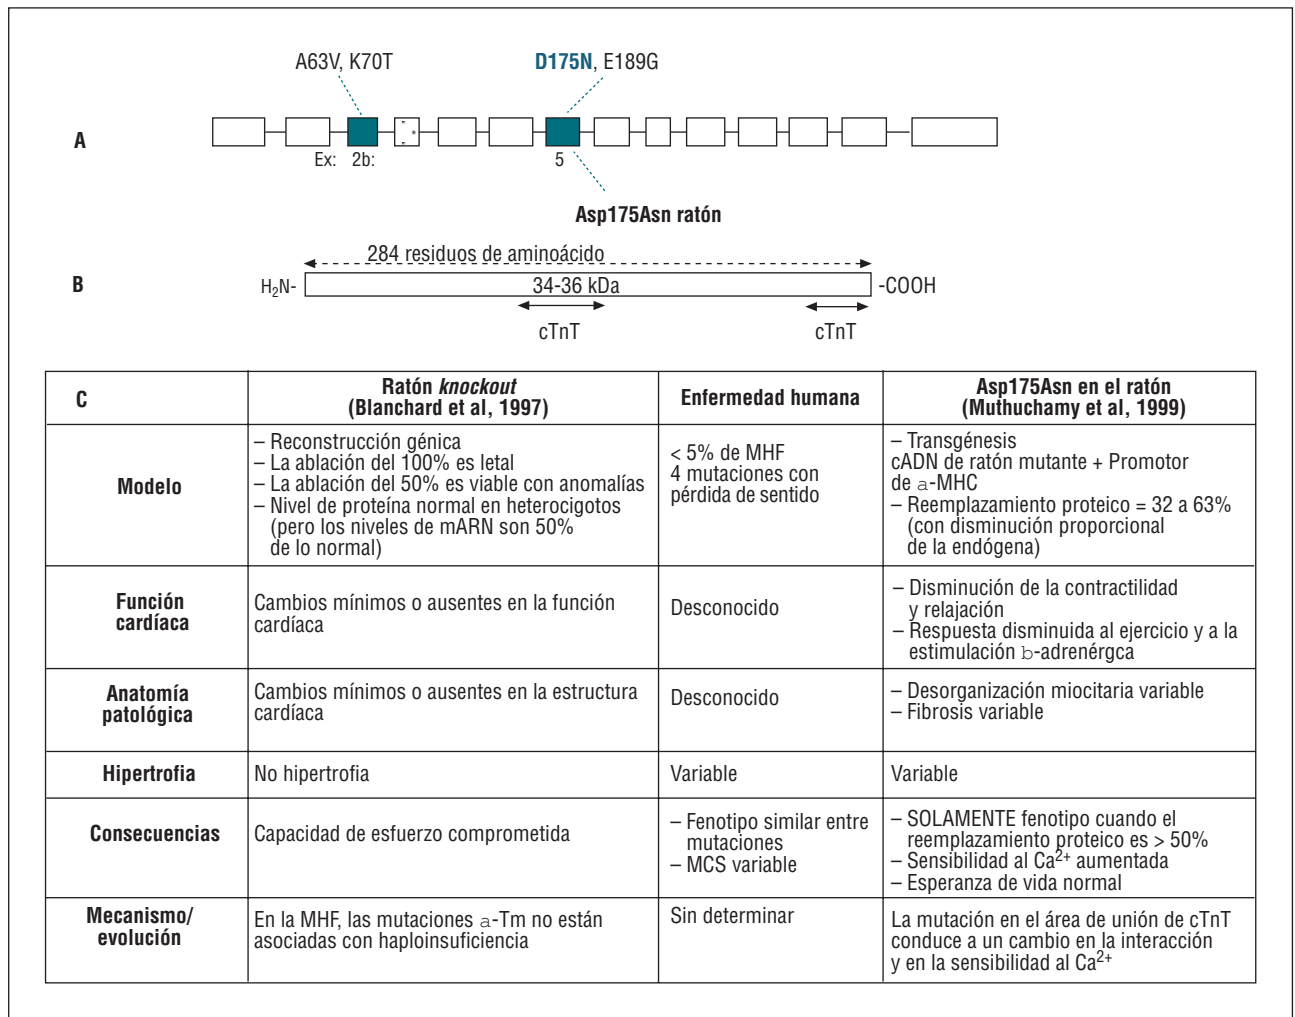 A63V, K70T
D175N, E189G
A
Ex: 2b:
5
Asp175Asn ratón
284 residuos de aminoácido
B
H2N-
34-36 kDa
-COOH
cTnT
cTnT
C
Ratón knockout
(Blanchard et al, 1997)
Enfermedad humana
Asp175Asn en el ratón
(Muthuchamy et al, 1999)
Modelo
– Reconstrucción génica
– La ablación del 100% es letal
– La ablación del 50% es viable con anomalías
– Nivel de proteína normal en heterocigotos
(pero los niveles de mARN son 50%
de lo normal)
< 5% de MHF
4 mutaciones con
pérdida de sentido
– Transgénesis
cADN de ratón mutante + Promotor
de a-MHC
– Reemplazamiento proteico = 32 a 63%
(con disminución proporcional
de la endógena)
Función
cardíaca
Cambios mínimos o ausentes en la función
cardíaca
Desconocido
– Disminución de la contractilidad
y relajación
– Respuesta disminuida al ejercicio y a la
estimulación b-adrenérgca
Anatomía
patológica
Cambios mínimos o ausentes en la estructura
cardíaca
Desconocido
– Desorganización miocitaria variable
– Fibrosis variable
Hipertrofia
No hipertrofia
Variable
Variable
Consecuencias
Capacidad de esfuerzo comprometida
– Fenotipo similar entre
mutaciones
– MCS variable
– SOLAMENTE fenotipo cuando el
reemplazamiento proteico es > 50%
– Sensibilidad al Ca2+ aumentada
– Esperanza de vida normal
Mecanismo/
evolución
En la MHF, las mutaciones a-Tm no están
asociadas con haploinsuficiencia
Sin determinar
La mutación en el área de unión de cTnT
conduce a un cambio en la interacción
y en la sensibilidad al Ca2+